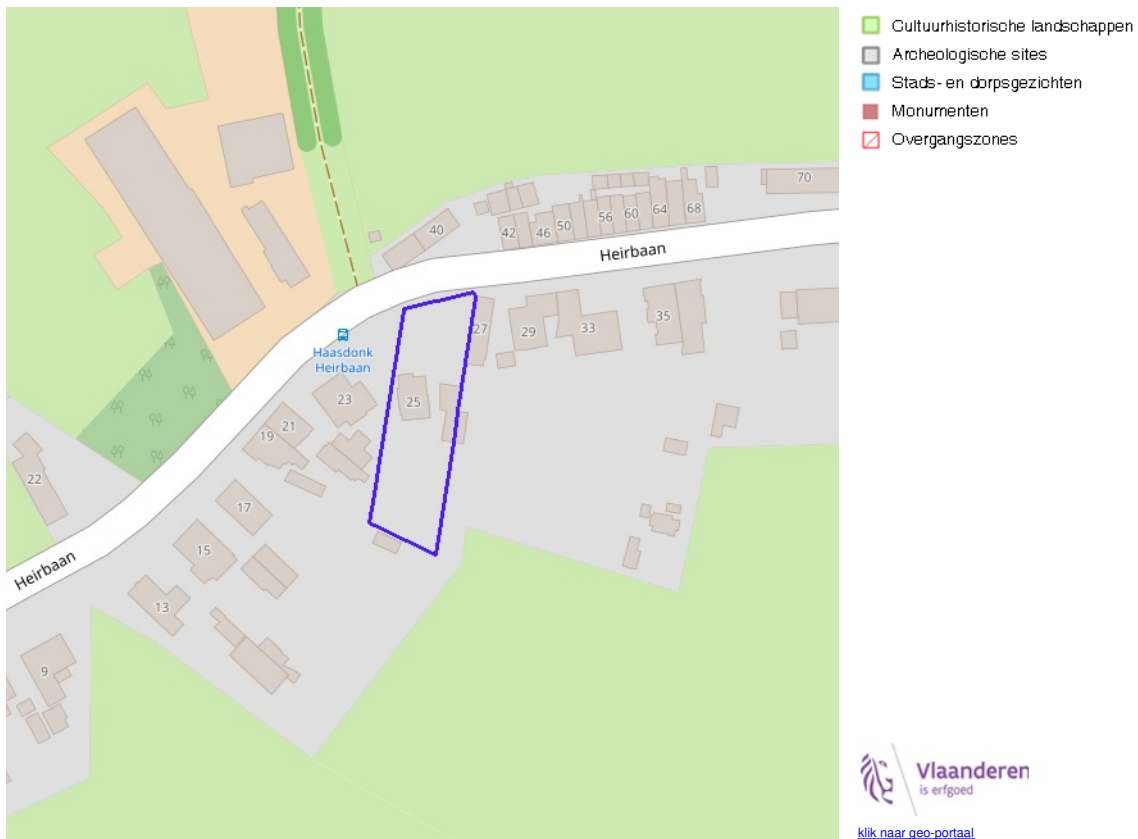 Cultuurhistorische landschappen
Archeologische sites
Stads- en dorpsgezichten
Monumenten
Overgangszones
70
40
42
46
50
56
60
64
68
Heirbaan
27
29
33
35
Haasdonk
Heirbaan
25
23
21
19
22
17
15
13
Heirbaan
9
Vlaanderen
is erfgoed
klik naar geo-portaal